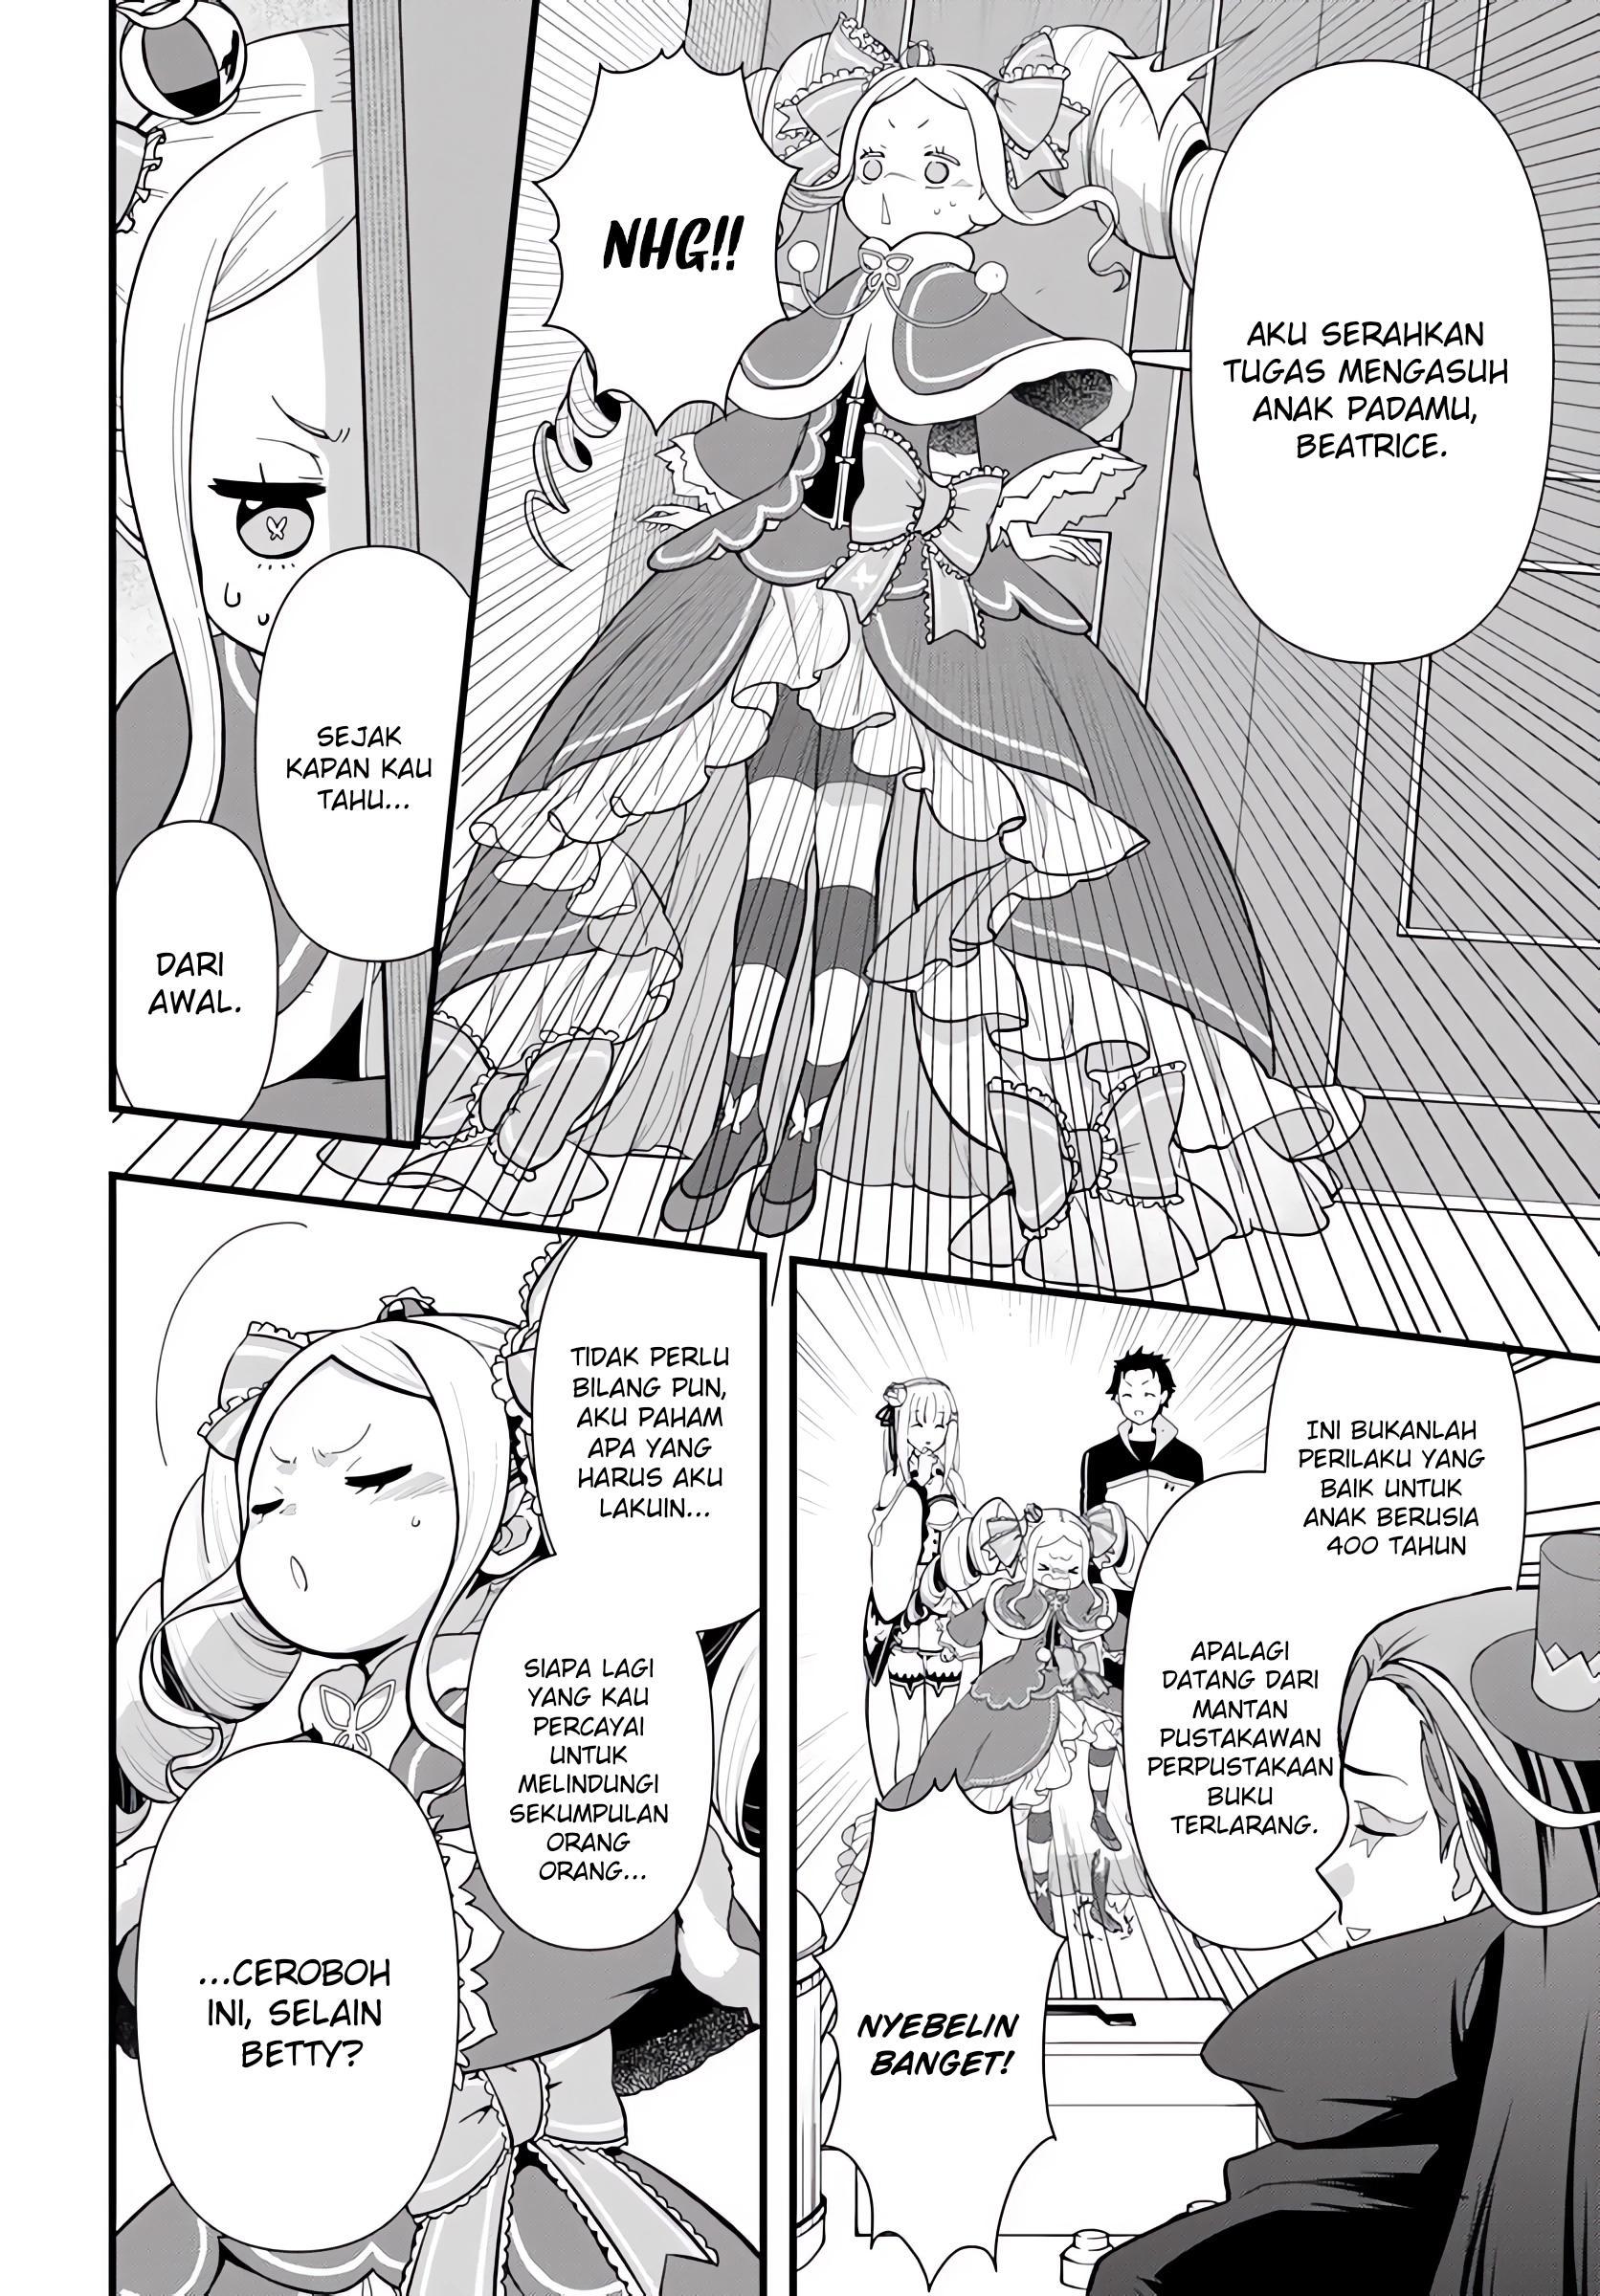 AKU SERAHKAN
TUGAS MENGASUH
ANAK PADAMU,
BEATRICE.
NHG!!
SEJAK
KAPAN KAU
TAHU...
DARI
AWAL.
INI BUKANLAH
PERILAKU YANG
BAIK UNTUK
ANAK BERUSIA
400 TAHUN
APALAGI
DATANG DARI
MANTAN
PUSTAKAWAN
PERPUSTAKAAN
BUKU
TERLARANG.
NYEBELIN
BANGET!
TIDAK PERLU
BILANG PUN,
AKU PAHAM
APA YANG
HARUS AKU
LAKUIN...
SIAPA LAGI
YANG KAU
PERCAYAI
UNTUK
MELINDUNGI
SEKUMPULAN
ORANG
ORANG...
...CEROBOH
INI, SELAIN
BETTY?